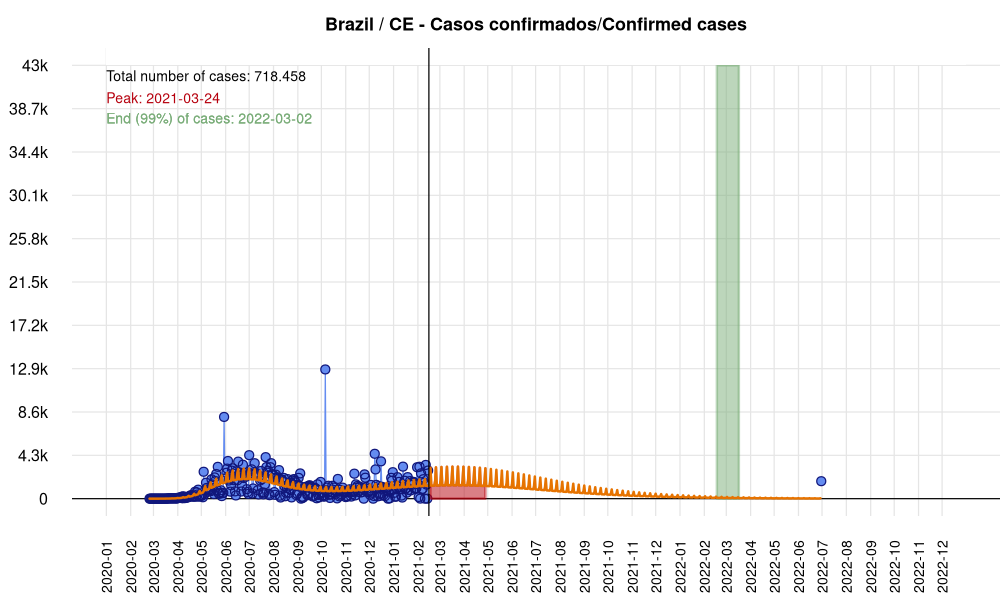 Brazil / CE - Casos confirmados/Confirmed cases
Total number of cases: 718.458
Peak: 2021-03-24
End (99%) of cases: 2022-03-02
43k
38.7k
34.4k
30.1k
25.8k
21.5k
17.2k
12.9k
8.6k
4.3k
0
2020-01
2020-02
2020-03
2020-04
2020-05
2020-06
2020-07
2020-08
2020-09
2020-10
2020-11
2020-12
2021-01
2021-02
2021-03
2021-04
2021-05
2021-06
2021-07
2021-08
2021-09
2021-10
2021-11
2021-12
2022-01
2022-02
2022-03
2022-04
2022-05
2022-06
2022-07
2022-08
2022-09
2022-10
2022-11
2022-12